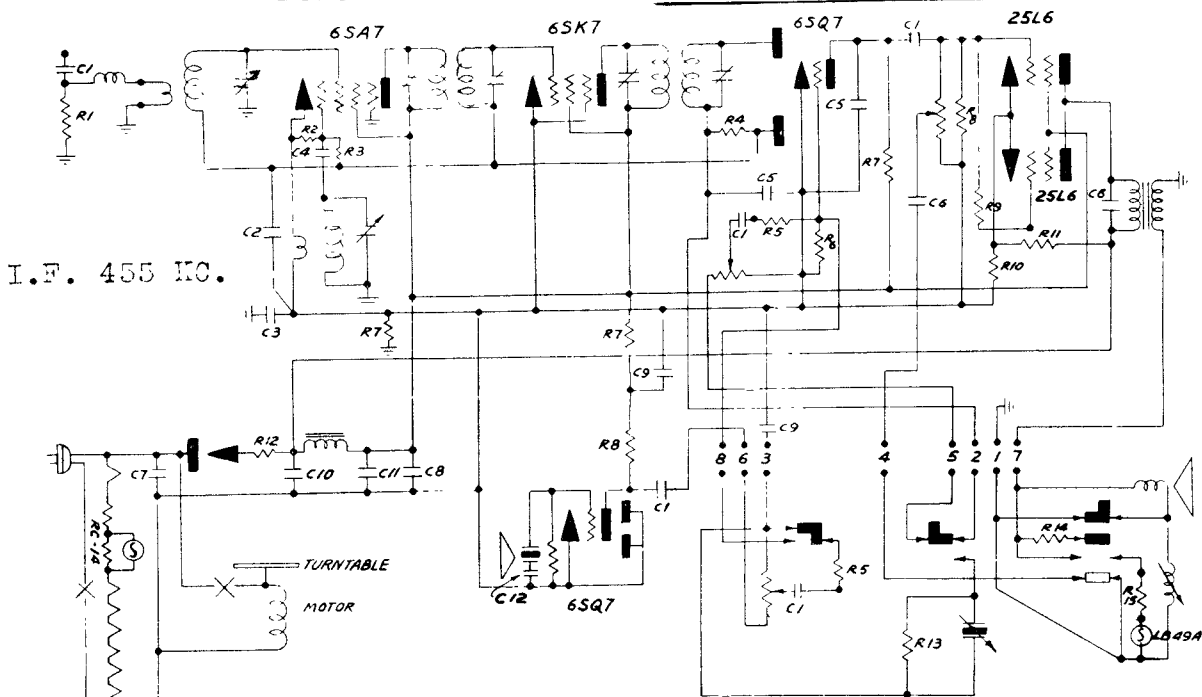 6SA7 6SK7 6SQ7 25L6
C1
R1
R2
C4
R3
C2
C3
R7
R4
C5
C5
C1
R5
R6
R7
C1
R8
C6
R9
25L6
R10
R11
C8
I.F. 455 KC.
R7
C9
R8
C9
R12
C7
C10
C11
C8
RC-14
S
TURNTABLE
MOTOR
C12
6SQ7
C1
8 6 3 4 5 2 1 7
R5
C1
R13
R14
R15
S
LB49A